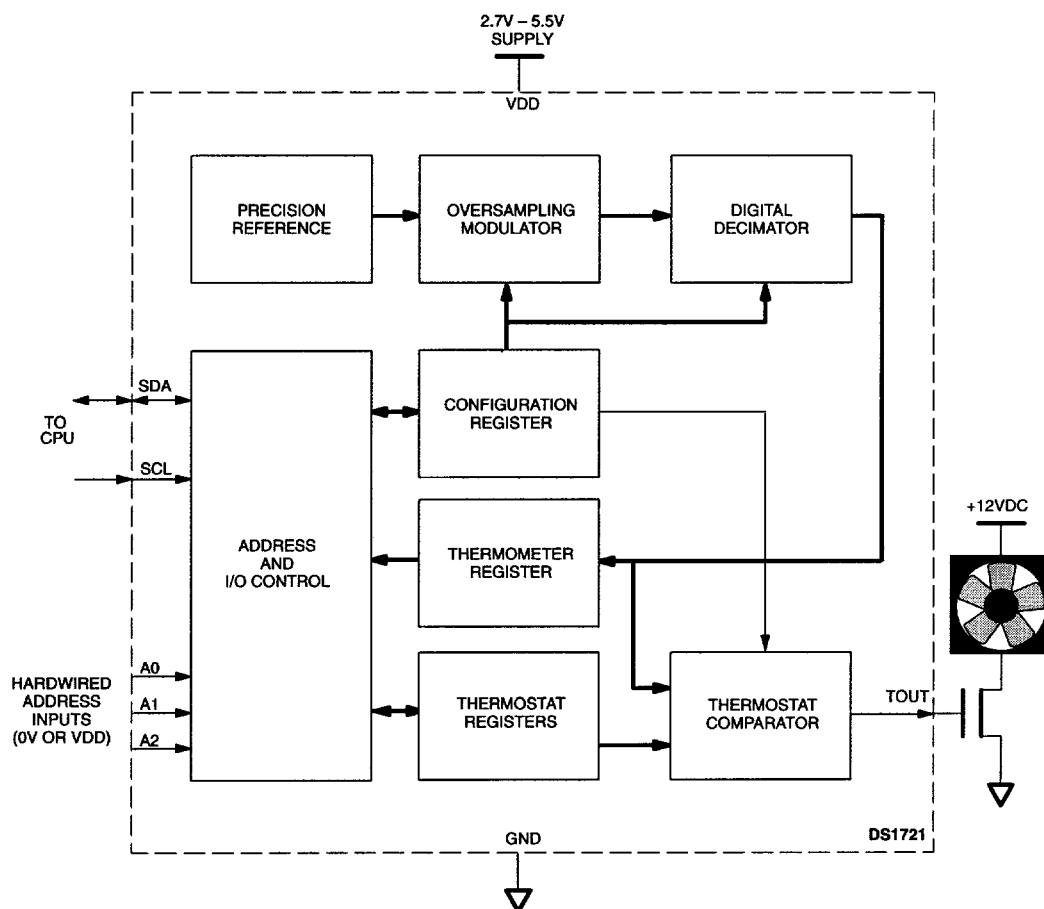 2.7V – 5.5V
SUPPLY
VDD
PRECISION
REFERENCE
OVERSAMPLING
MODULATOR
DIGITAL
DECIMATOR
SDA
TO
CPU
SCL
ADDRESS
AND
I/O CONTROL
CONFIGURATION
REGISTER
THERMOMETER
REGISTER
+12VDC
HARDWIRED
ADDRESS
INPUTS
(0V OR VDD)
A0
A1
A2
THERMOSTAT
REGISTERS
THERMOSTAT
COMPARATOR
TOUT
GND
DS1721